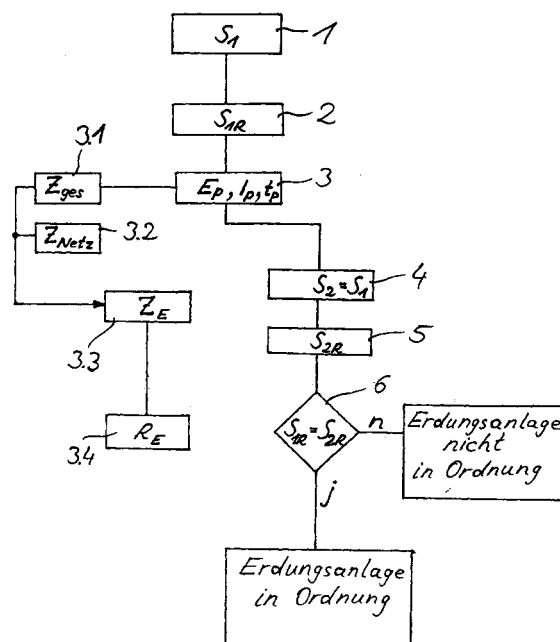 S1
1
S1R
2
3.1
Zges
Ep, Ip, tp
3
ZNetz
3.2
S2=S1
4
ZE
3.3
S2R
5
6
S1R=S2R
n
Erdungsanlage
nicht
in Ordnung
RE
3.4
j
Erdungsanlage
in Ordnung